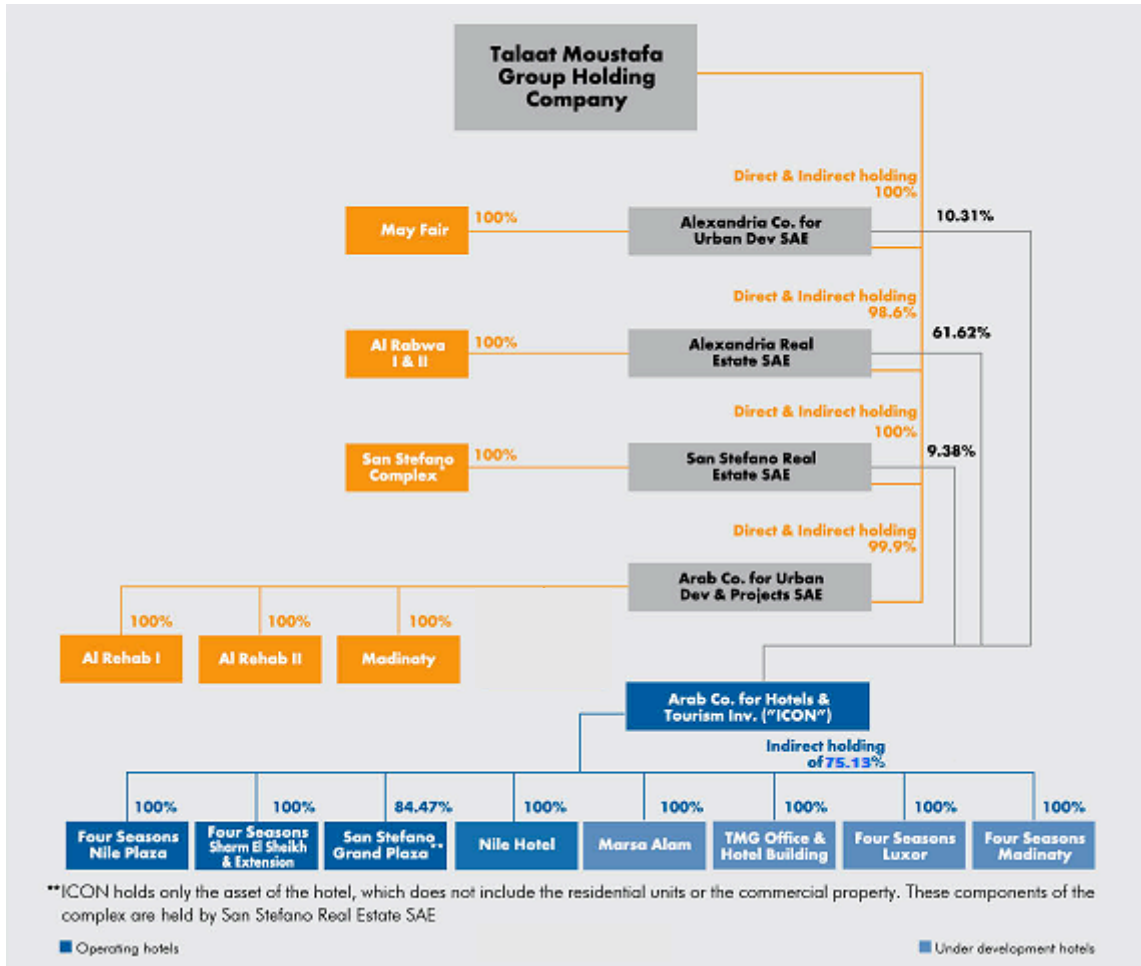 Talaat Moustafa
Group Holding
Company
Direct & Indirect holding
100%
10.31%
May Fair
100%
Alexandria Co. for
Urban Dev SAE
Direct & Indirect holding
98.6%
61.62%
Al Rabwa
I & II
100%
Alexandria Real
Estate SAE
Direct & Indirect holding
100%
9.38%
San Stefano
Complex*
100%
San Stefano Real
Estate SAE
Direct & Indirect holding
99.9%
Arab Co. for Urban
Dev & Projects SAE
100%
100%
100%
Al Rehab I
Al Rehab II
Madinaty
Arab Co. for Hotels &
Tourism Inv. ("ICON")
Indirect holding
of 75.13%
100%
100%
84.47%
100%
100%
100%
100%
100%
Four Seasons
Nile Plaza
Four Seasons
Sharm El Sheikh
& Extension
San Stefano
Grand Plaza**
Nile Hotel
Marsa Alam
TMG Office &
Hotel Building
Four Seasons
Luxor
Four Seasons
Madinaty
**ICON holds only the asset of the hotel, which does not include the residential units or the commercial property. These components of the
complex are held by San Stefano Real Estate SAE
Operating hotels
Under development hotels